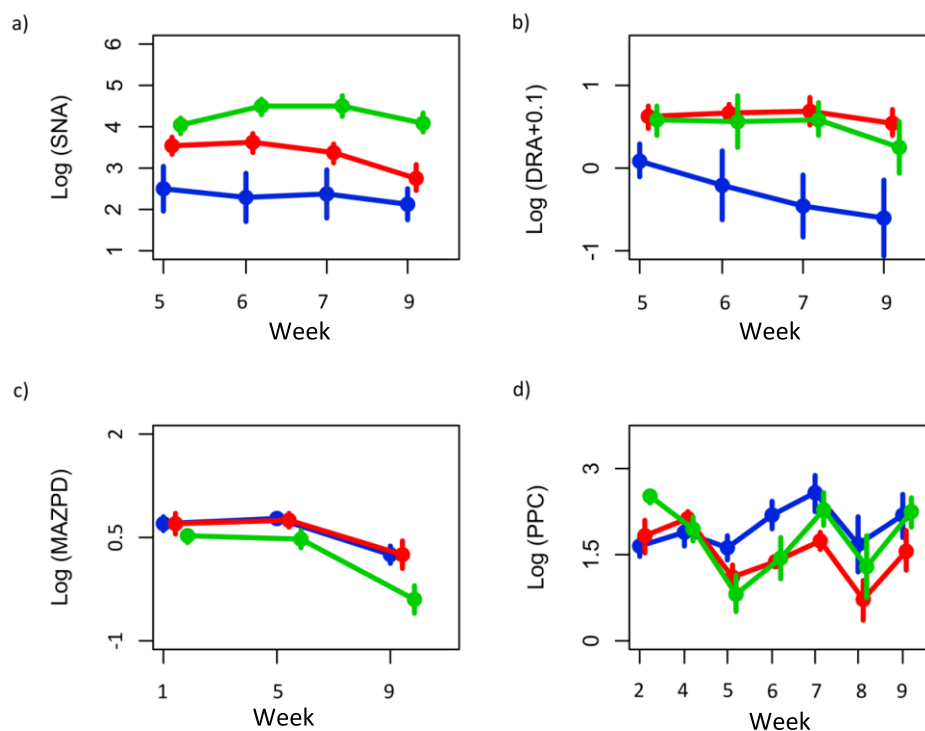 a)
Log (SNA)
6
5
4
3
2
1
5 6 7 9
Week
b)
Log (DRA+0.1)
1
0
-1
5 6 7 9
Week
c)
Log (MAZPD)
2
0.5
-1
1 5 9
Week
d)
Log (PPC)
3
1.5
0
2 4 5 6 7 8 9
Week